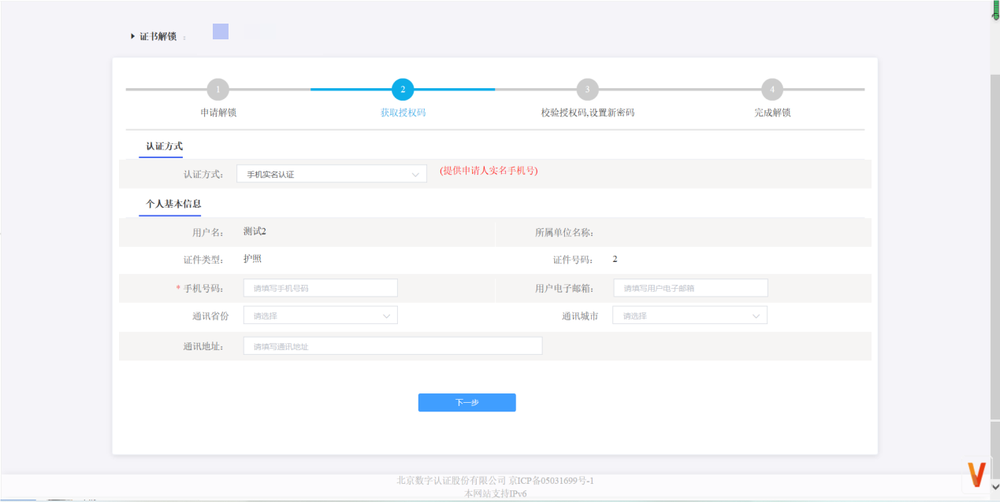 证书解锁 :
1 2 3 4
申请解锁 获取授权码 校验授权码,设置新密码 完成解锁
认证方式
认证方式: 手机实名认证 (提供申请人实名手机号)
个人基本信息
用户名: 测试2 所属单位名称:
证件类型: 护照 证件号码: 2
* 手机号码: 请填写手机号码 用户电子邮箱: 请填写用户电子邮箱
通讯省份 请选择 通讯城市 请选择
通讯地址: 请填写通讯地址
下一步
北京数字认证股份有限公司 京ICP备05031699号-1
本网站支持IPv6